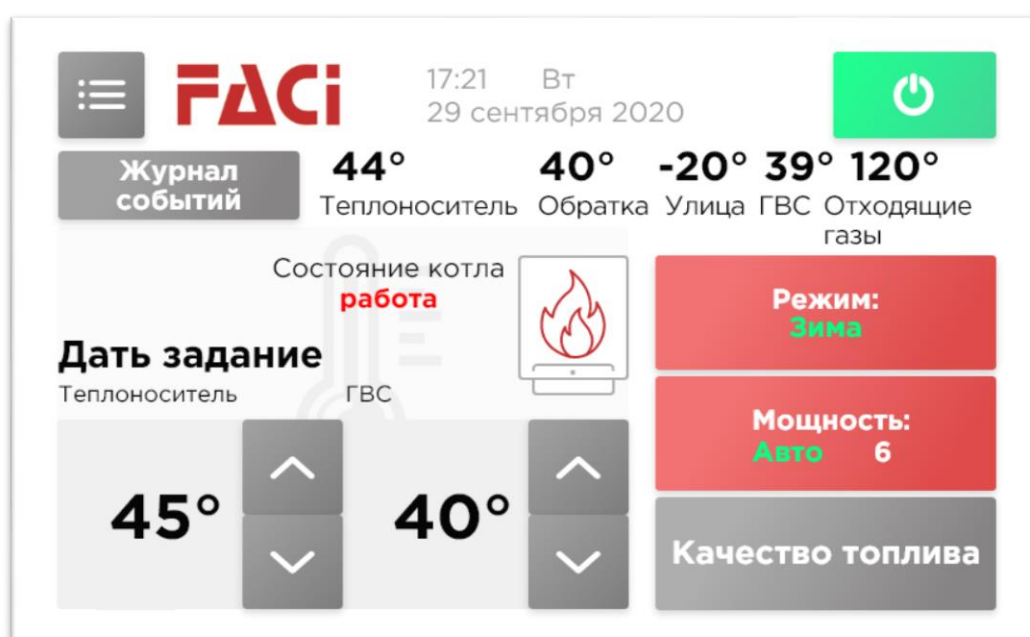 FACi
17:21 Вт
29 сентября 2020
Журнал
событий
44° 40° -20° 39° 120°
Теплоноситель Обратка Улица ГВС Отходящие
газы
Состояние котла
работа
Режим:
Зима
Дать задание
Теплоноситель ГВС
Мощность:
Авто 6
45° 40°
Качество топлива